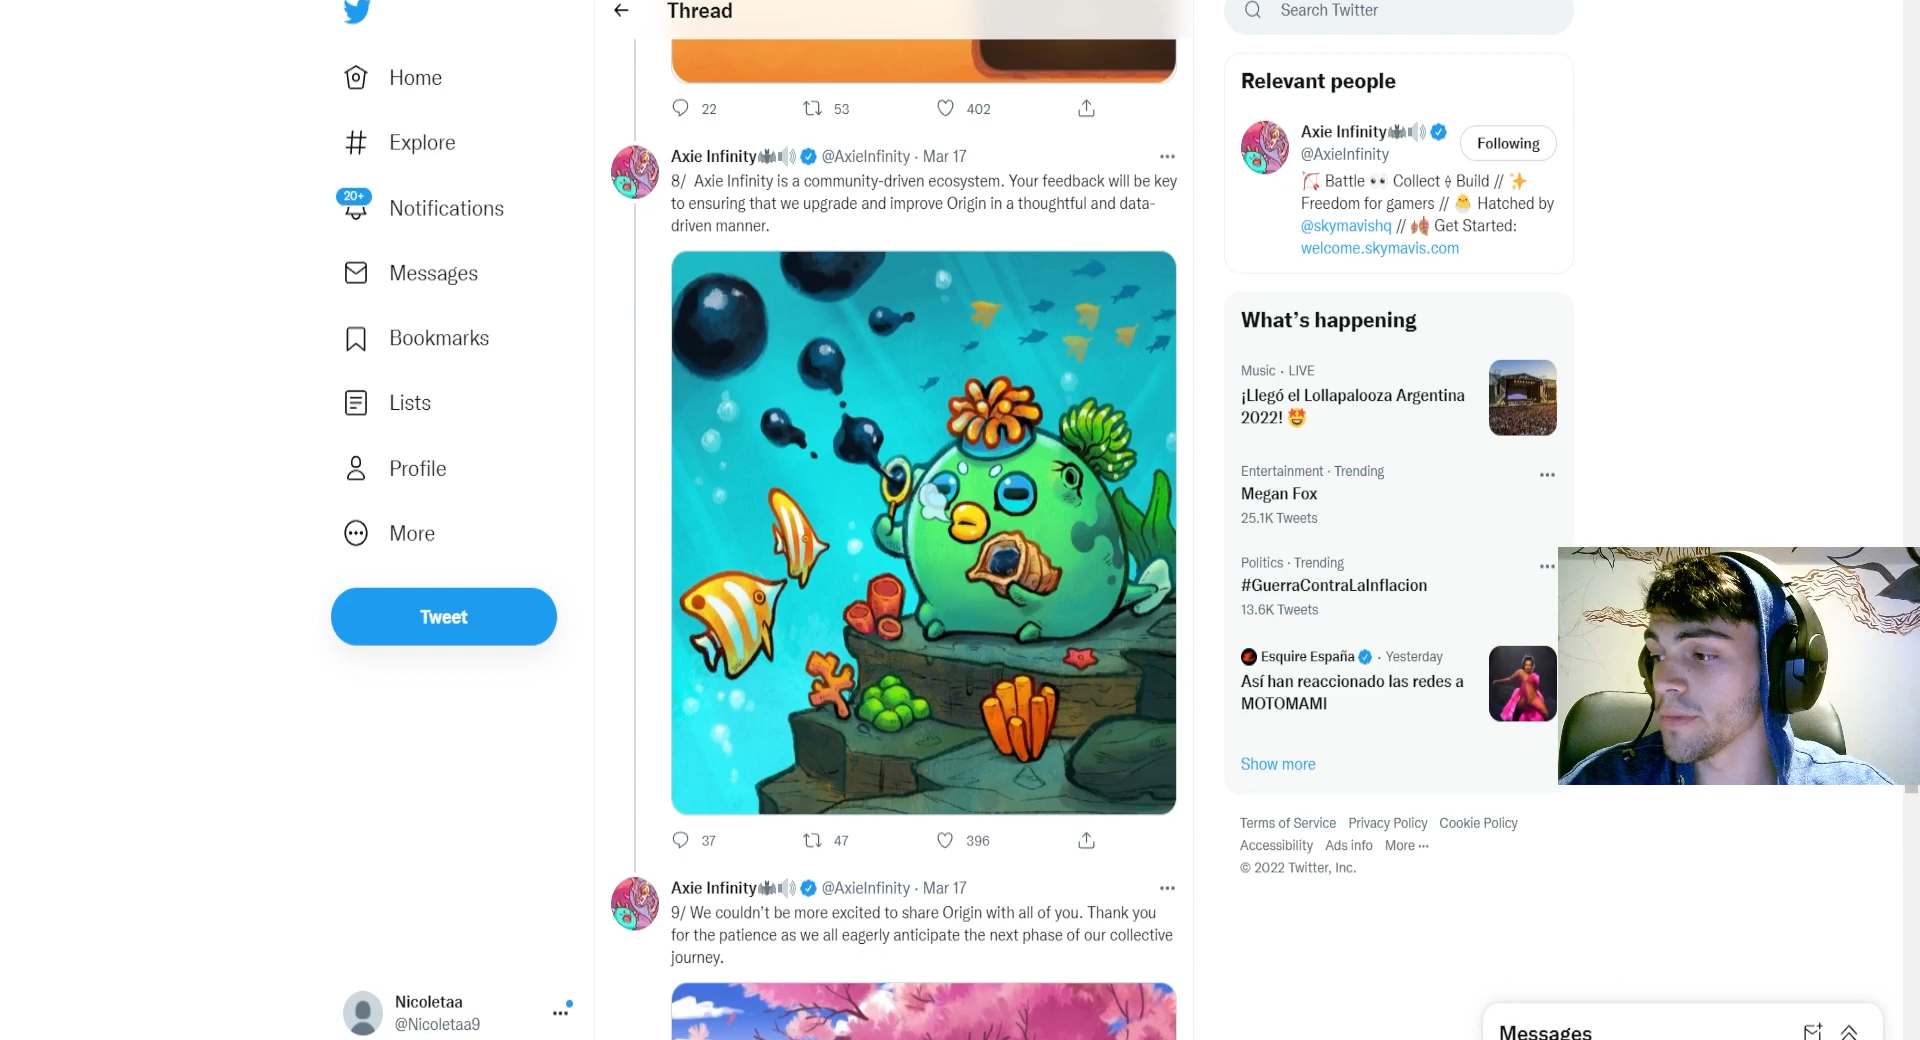 Thread
Search Twitter
Home
Explore
20+
Notifications
Messages
Bookmarks
Lists
Profile
More
Tweet
Nicoletaa
@Nicoletaa9
22 53 402
Axie Infinity @AxieInfinity · Mar 17
8/ Axie Infinity is a community-driven ecosystem. Your feedback will be key
to ensuring that we upgrade and improve Origin in a thoughtful and data-
driven manner.
37 47 396
Axie Infinity @AxieInfinity · Mar 17
9/ We couldn't be more excited to share Origin with all of you. Thank you
for the patience as we all eagerly anticipate the next phase of our collective
journey.
Relevant people
Axie Infinity
@AxieInfinity
Following
Battle 👀 Collect Build // ✨
Freedom for gamers // 🐣 Hatched by
@skymavishq // Get Started:
welcome.skymavis.com
What's happening
Music · LIVE
¡Llegó el Lollapalooza Argentina
2022! 🤩
Entertainment · Trending
Megan Fox
25.1K Tweets
Politics · Trending
#GuerraContraLaInflacion
13.6K Tweets
Esquire España · Yesterday
Así han reaccionado las redes a
MOTOMAMI
Show more
Terms of Service Privacy Policy Cookie Policy
Accessibility Ads info More ···
© 2022 Twitter, Inc.
Messages